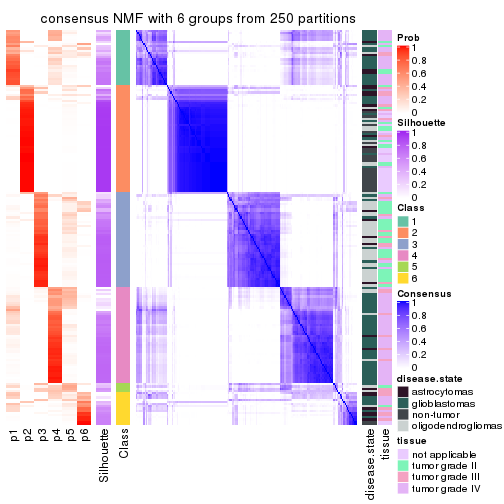 consensus NMF with 6 groups from 250 partitions
Prob
1
0.8
0.6
0.4
0.2
0
Silhouette
1
0.8
0.6
0.4
0.2
0
Class
1
2
3
4
5
6
Consensus
1
0.8
0.6
0.4
0.2
0
disease.state
astrocytomas
glioblastomas
non-tumor
oligodendrogliomas
tissue
not applicable
tumor grade II
tumor grade III
tumor grade IV
p1
p2
p3
p4
p5
p6
Silhouette
Class
disease.state
tissue